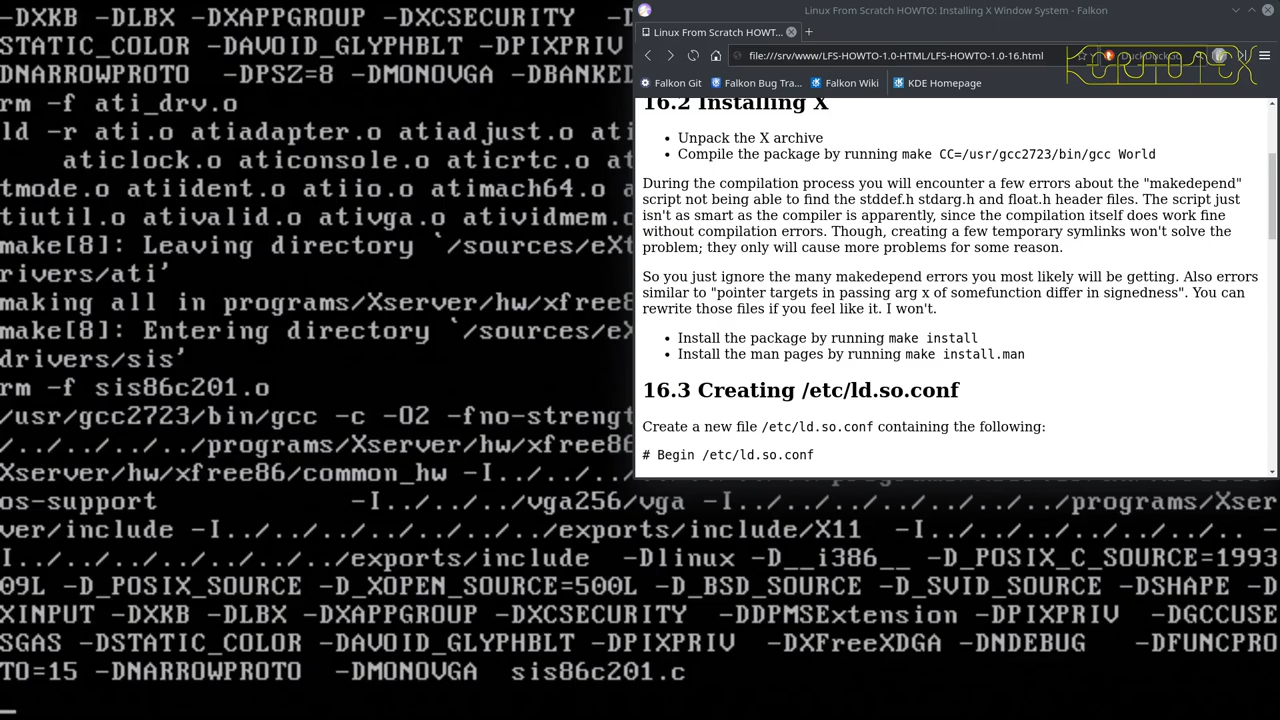 -DXKB -DLBX -DXAPPGROUP -DXCSECURITY
STATIC_COLOR -DAVOID_GLYPHBLT -DPIXPRIV
DNARROWPROTO -DPSZ=8 -DMONOVGA -DBANKED
rm -f ati_drv.o
ld -r ati.o atiadapter.o atiadjust.o ati
aticlock.o aticonsole.o aticrtc.o
tmode.o atiident.o atiio.o atimach64.o
tiutil.o ativga.o atividmem.o
make[8]: Leaving directory `/sources/eX
rivers/ati'
making all in programs/Xserver/hw/xfree8
make[8]: Entering directory `/sources/eX
drivers/sis'
rm -f sis86c201.o
/usr/gcc2723/bin/gcc -c -O2 -fno-strengt
/../../../programs/Xserver/hw/xfree86
Xserver/hw/xfree86/common_hw -I../../
os-support -I../../vga256/vga -I../../../../../../programs/Xser
ver/include -I../../../../../../exports/include/X11 -I../../../../../../.. -
I../../../../../../exports/include -Dlinux -D__i386__ -D_POSIX_C_SOURCE=1993
09L -D_POSIX_SOURCE -D_XOPEN_SOURCE=500L -D_BSD_SOURCE -D_SVID_SOURCE -DSHAPE -D
XINPUT -DXKB -DLBX -DXAPPGROUP -DXCSECURITY -DDPMSExtension -DPIXPRIV -DGCCUSE
SGAS -DSTATIC_COLOR -DAVOID_GLYPHBLT -DPIXPRIV -DXFreeXDGA -DNDEBUG -DFUNCPRO
TO=15 -DNARROWPROTO -DMONOVGA sis86c201.c
Linux From Scratch HOWTO: Installing X Window System - Falkon
Linux From Scratch HOWT...
file:///srv/www/LFS-HOWTO-1.0-HTML/LFS-HOWTO-1.0-16.html
Falkon Git Falkon Bug Tra... Falkon Wiki KDE Homepage
16.2 Installing X
• Unpack the X archive
• Compile the package by running make CC=/usr/gcc2723/bin/gcc World
During the compilation process you will encounter a few errors about the "makedepend"
script not being able to find the stddef.h stdarg.h and float.h header files. The script just
isn't as smart as the compiler is apparently, since the compilation itself does work fine
without compilation errors. Though, creating a few temporary symlinks won't solve the
problem; they only will cause more problems for some reason.
So you just ignore the many makedepend errors you most likely will be getting. Also errors
similar to "pointer targets in passing arg x of somefunction differ in signedness". You can
rewrite those files if you feel like it. I won't.
• Install the package by running make install
• Install the man pages by running make install.man
16.3 Creating /etc/ld.so.conf
Create a new file /etc/ld.so.conf containing the following:
# Begin /etc/ld.so.conf